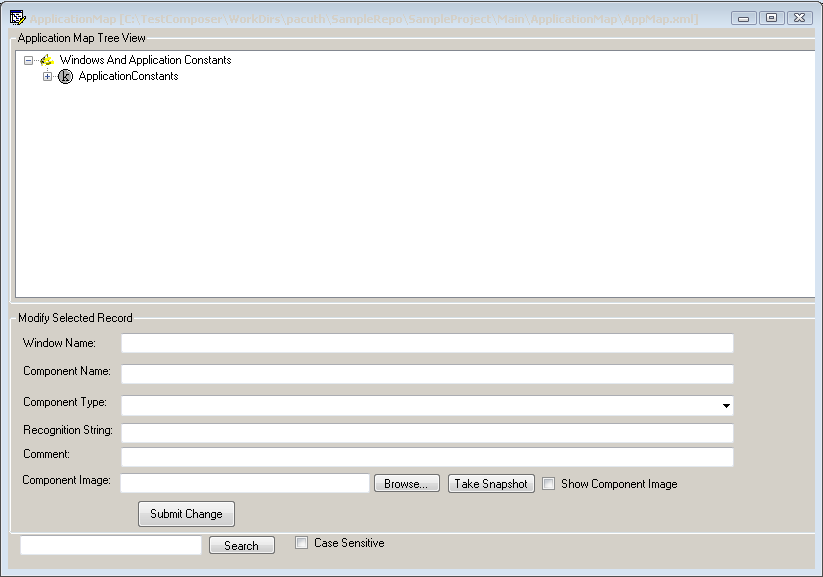 ApplicationMap [C:\TestComposer\WorkDirs\pacuth\SampleRepo\SampleProject\Main\ApplicationMap\AppMap.xml]
Application Map Tree View
Windows And Application Constants
k ApplicationConstants
Modify Selected Record
Window Name:
Component Name:
Component Type:
Recognition String:
Comment:
Component Image: Browse... Take Snapshot Show Component Image
Submit Change
Search Case Sensitive